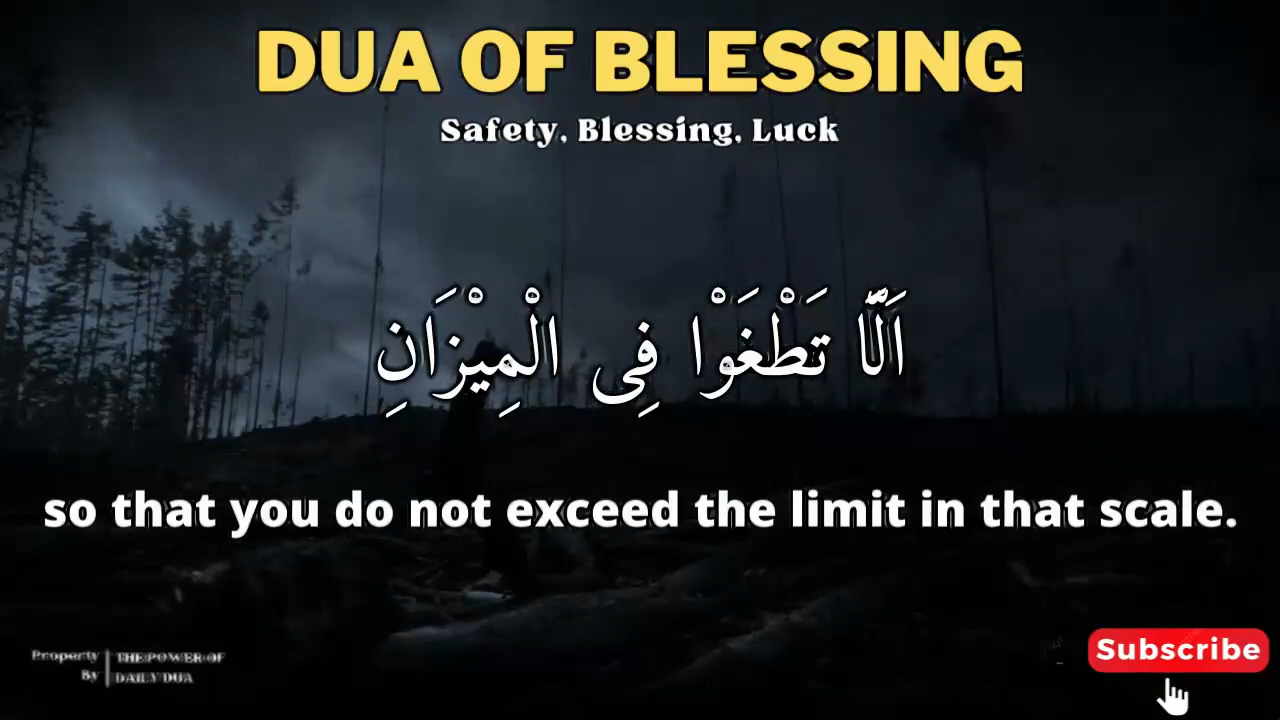 DUA OF BLESSING
Safety, Blessing, Luck
اَلَّا تَطْغَوْا فِى الْمِيْزَانِ
so that you do not exceed the limit in that scale.
Property By
THE POWER OF DAILY DUA
Subscribe